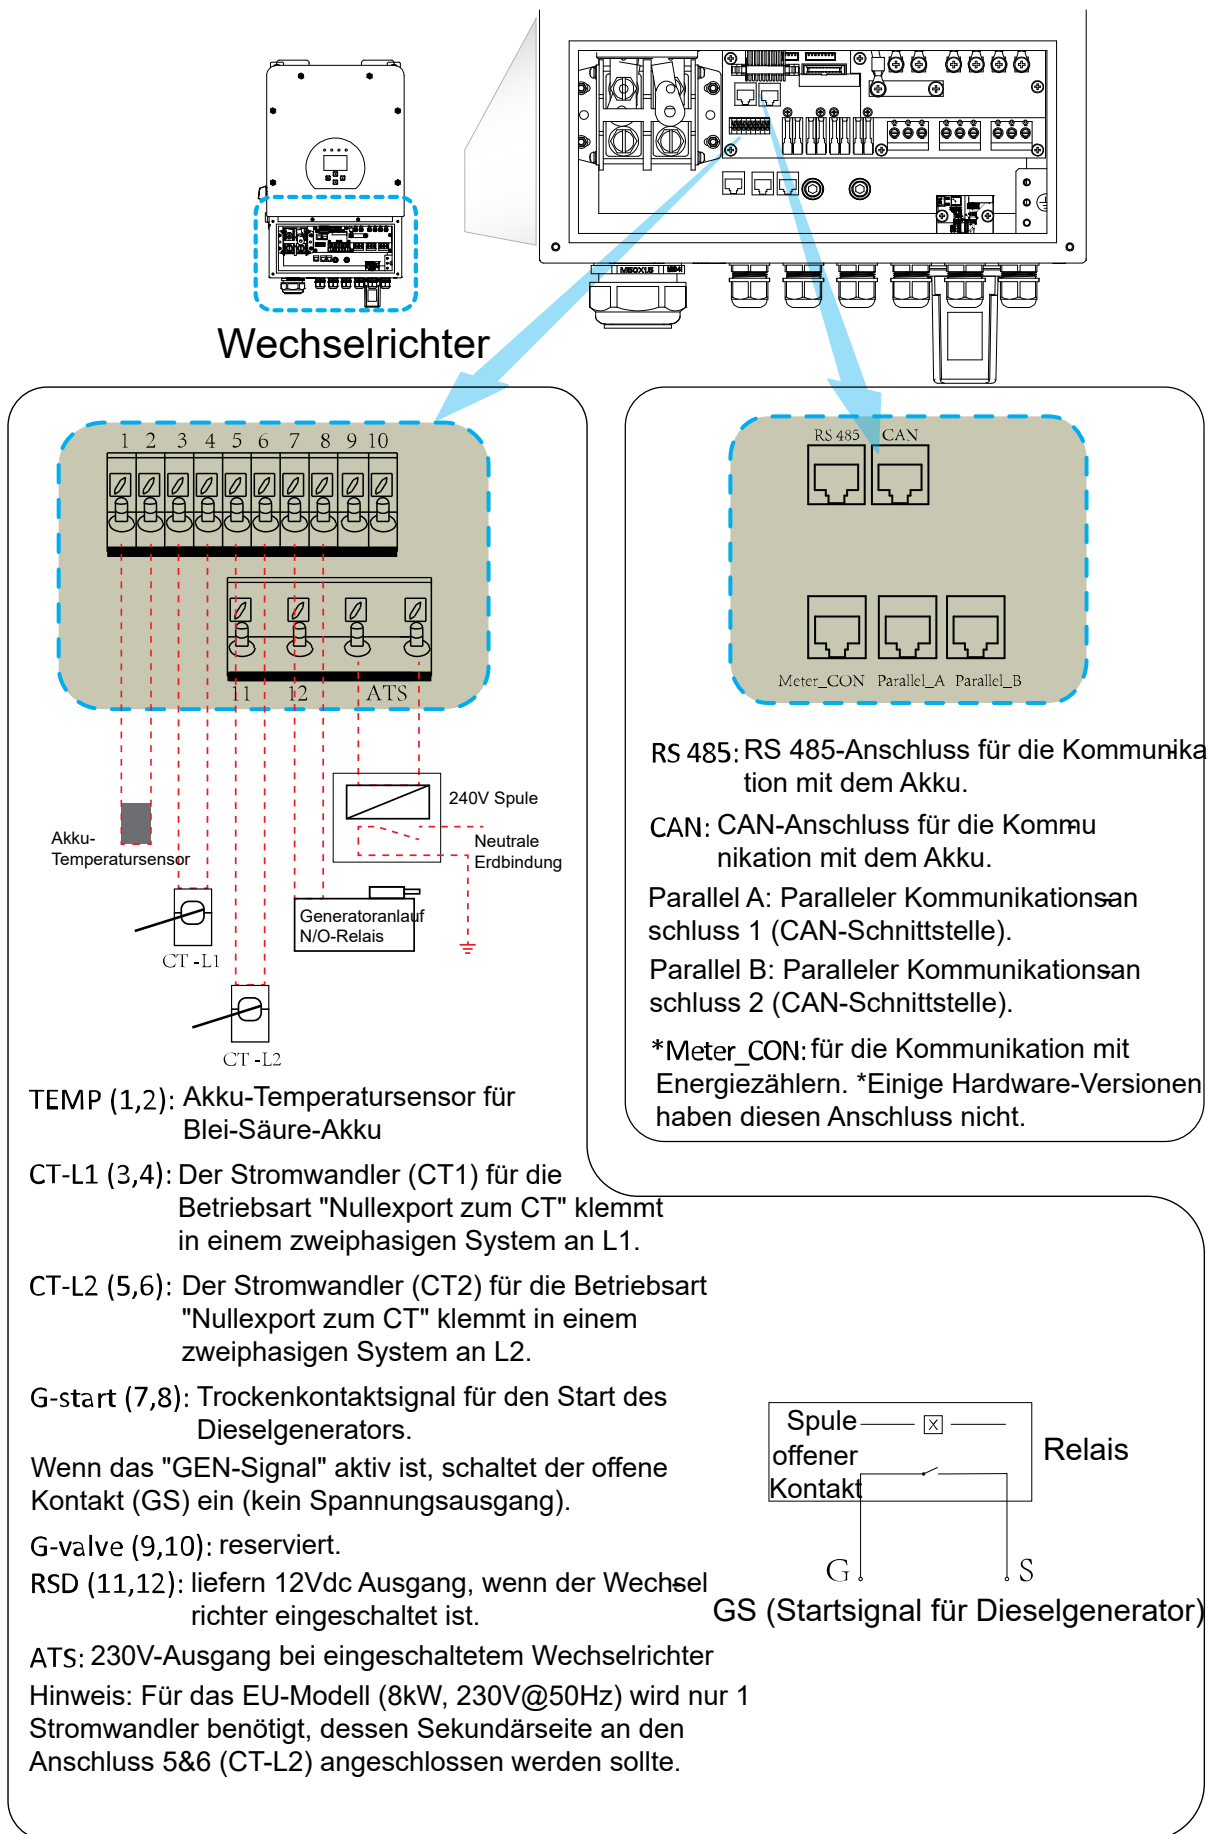 M50X1.5
Wechselrichter
1 2 3 4 5 6 7 8 9 10
11 12 ATS
240V Spule
Neutrale
Erdbindung
Akku-
Temperatursensor
Generatoranlauf
N/O-Relais
CT -L1
CT -L2
TEMP (1,2): Akku-Temperatursensor für
Blei-Säure-Akku
CT-L1 (3,4): Der Stromwandler (CT1) für die
Betriebsart "Nullexport zum CT" klemmt
in einem zweiphasigen System an L1.
CT-L2 (5,6): Der Stromwandler (CT2) für die Betriebsart
"Nullexport zum CT" klemmt in einem
zweiphasigen System an L2.
G-start (7,8): Trockenkontaktsignal für den Start des
Dieselgenerators.
Wenn das "GEN-Signal" aktiv ist, schaltet der offene
Kontakt (GS) ein (kein Spannungsausgang).
G-valve (9,10): reserviert.
RSD (11,12): liefern 12Vdc Ausgang, wenn der Wechsel-
richter eingeschaltet ist.
ATS: 230V-Ausgang bei eingeschaltetem Wechselrichter
Hinweis: Für das EU-Modell (8kW, 230V@50Hz) wird nur 1
Stromwandler benötigt, dessen Sekundärseite an den
Anschluss 5&6 (CT-L2) angeschlossen werden sollte.
RS 485 CAN
Meter_CON Parallel_A Parallel_B
RS 485: RS 485-Anschluss für die Kommunika-
tion mit dem Akku.
CAN: CAN-Anschluss für die Kommu-
nikation mit dem Akku.
Parallel A: Paralleler Kommunikationsan-
schluss 1 (CAN-Schnittstelle).
Parallel B: Paralleler Kommunikationsan-
schluss 2 (CAN-Schnittstelle).
*Meter_CON: für die Kommunikation mit
Energiezählern. *Einige Hardware-Versionen
haben diesen Anschluss nicht.
Spule
offener
Kontakt
Relais
G S
GS (Startsignal für Dieselgenerator)